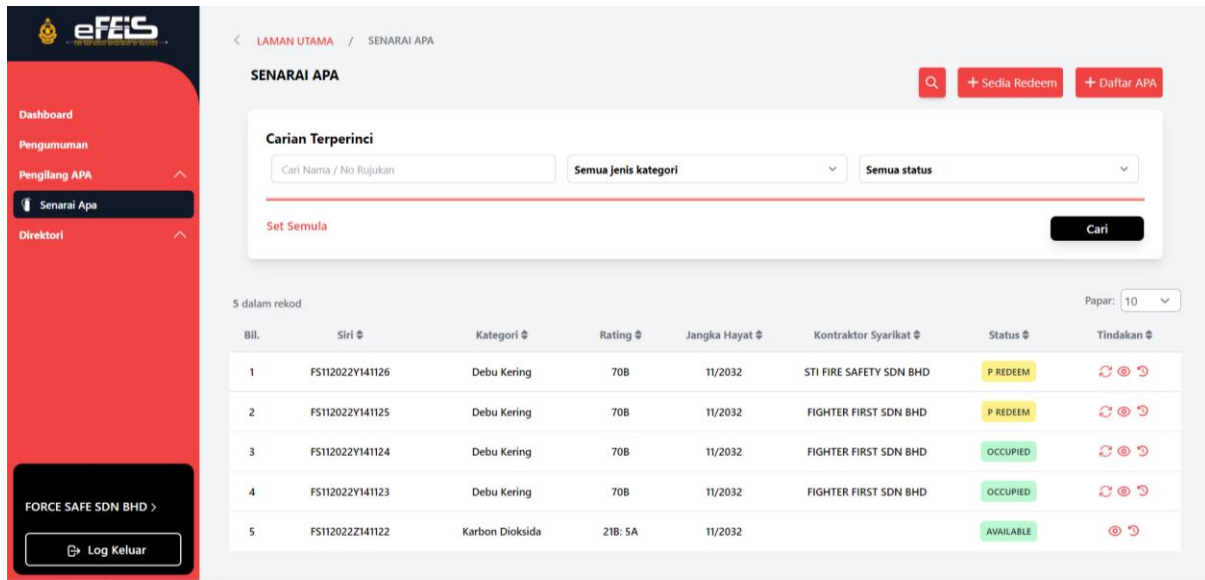 eFEiS
LAMAN UTAMA / SENARAI APA
SENARAI APA
+ Sedia Redeem
+ Daftar APA
Dashboard
Pengumuman
Pengilang APA
Senarai Apa
Direktori
Carian Terperinci
Cari Nama / No Rujukan
Semua jenis kategori
Semua status
Set Semula
Cari
5 dalam rekod
Papar: 10
Bil. Siri Kategori Rating Jangka Hayat Kontraktor Syarikat Status Tindakan
1 FS112022Y141126 Debu Kering 70B 11/2032 STI FIRE SAFETY SDN BHD P REDEEM
2 FS112022Y141125 Debu Kering 70B 11/2032 FIGHTER FIRST SDN BHD P REDEEM
3 FS112022Y141124 Debu Kering 70B 11/2032 FIGHTER FIRST SDN BHD OCCUPIED
4 FS112022Y141123 Debu Kering 70B 11/2032 FIGHTER FIRST SDN BHD OCCUPIED
5 FS112022Z141122 Karbon Dioksida 21B: 5A 11/2032 AVAILABLE
FORCE SAFE SDN BHD >
Log Keluar